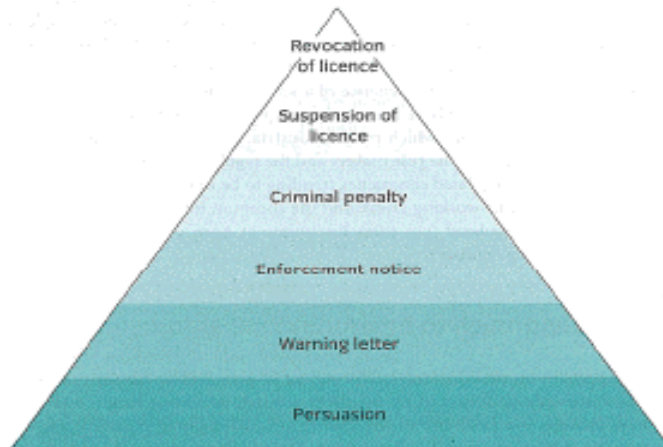 Revocation
of licence
Suspension of
licence
Criminal penalty
Enforcement notice
Warning letter
Persuasion